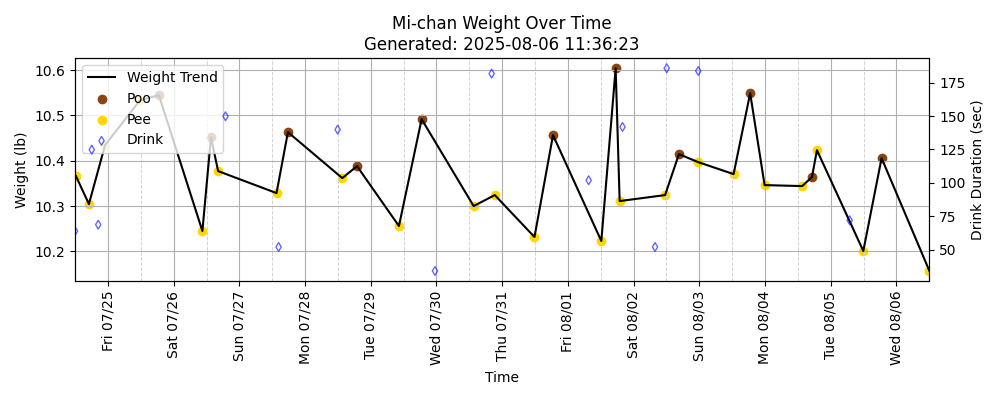 Mi-chan Weight Over Time
Generated: 2025-08-06 11:36:23
Weight (lb)
10.6
10.5
10.4
10.3
10.2
Weight Trend
Poo
Pee
Drink
175
150
125
100
75
50
Drink Duration (sec)
Fri 07/25
Sat 07/26
Sun 07/27
Mon 07/28
Tue 07/29
Wed 07/30
Thu 07/31
Fri 08/01
Sat 08/02
Sun 08/03
Mon 08/04
Tue 08/05
Wed 08/06
Time